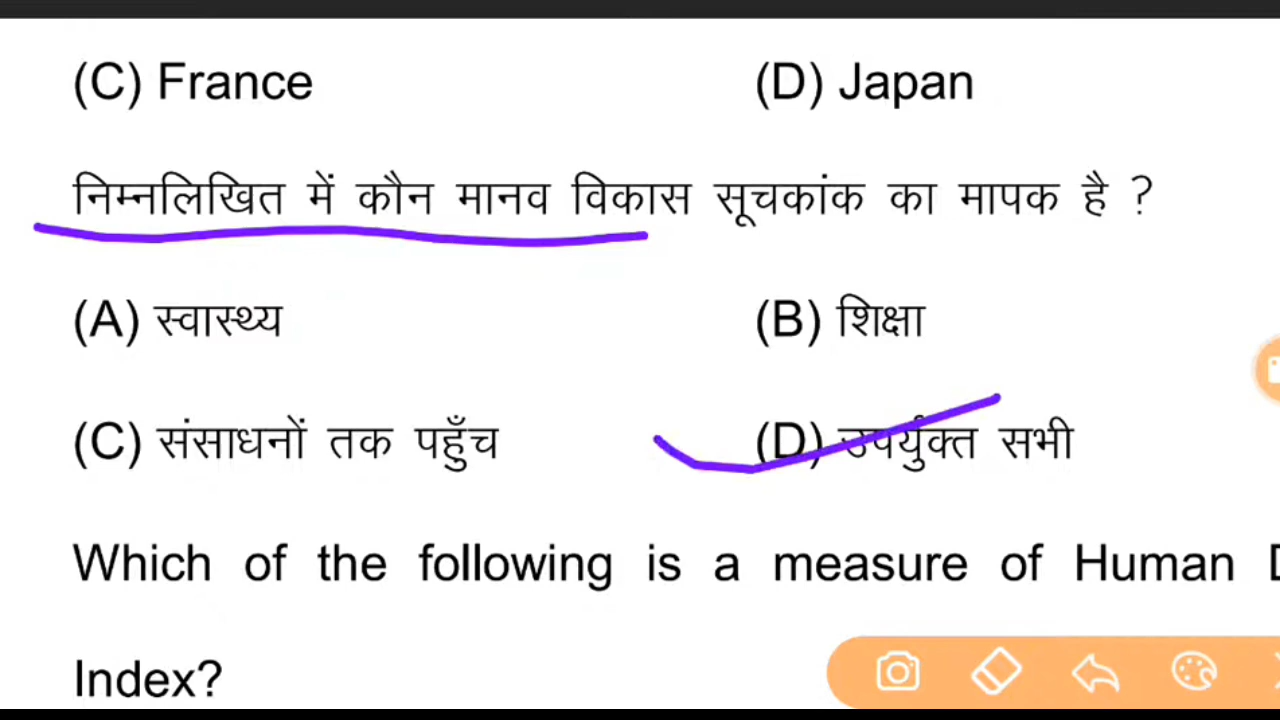 (C) France (D) Japan
निम्नलिखित में कौन मानव विकास सूचकांक का मापक है ?
(A) स्वास्थ्य (B) शिक्षा
(C) संसाधनों तक पहुँच (D) उपर्युक्त सभी
Which of the following is a measure of Human
Index?